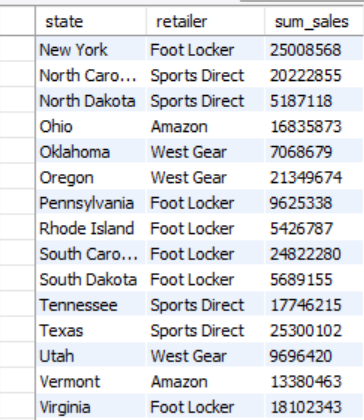 state retailer sum_sales
New York Foot Locker 25008568
North Caro... Sports Direct 20222855
North Dakota Sports Direct 5187118
Ohio Amazon 16835873
Oklahoma West Gear 7068679
Oregon West Gear 21349674
Pennsylvania Foot Locker 9625338
Rhode Island Foot Locker 5426787
South Caro... Foot Locker 24822280
South Dakota Foot Locker 5689155
Tennessee Sports Direct 17746215
Texas Sports Direct 25300102
Utah West Gear 9696420
Vermont Amazon 13380463
Virginia Foot Locker 18102343